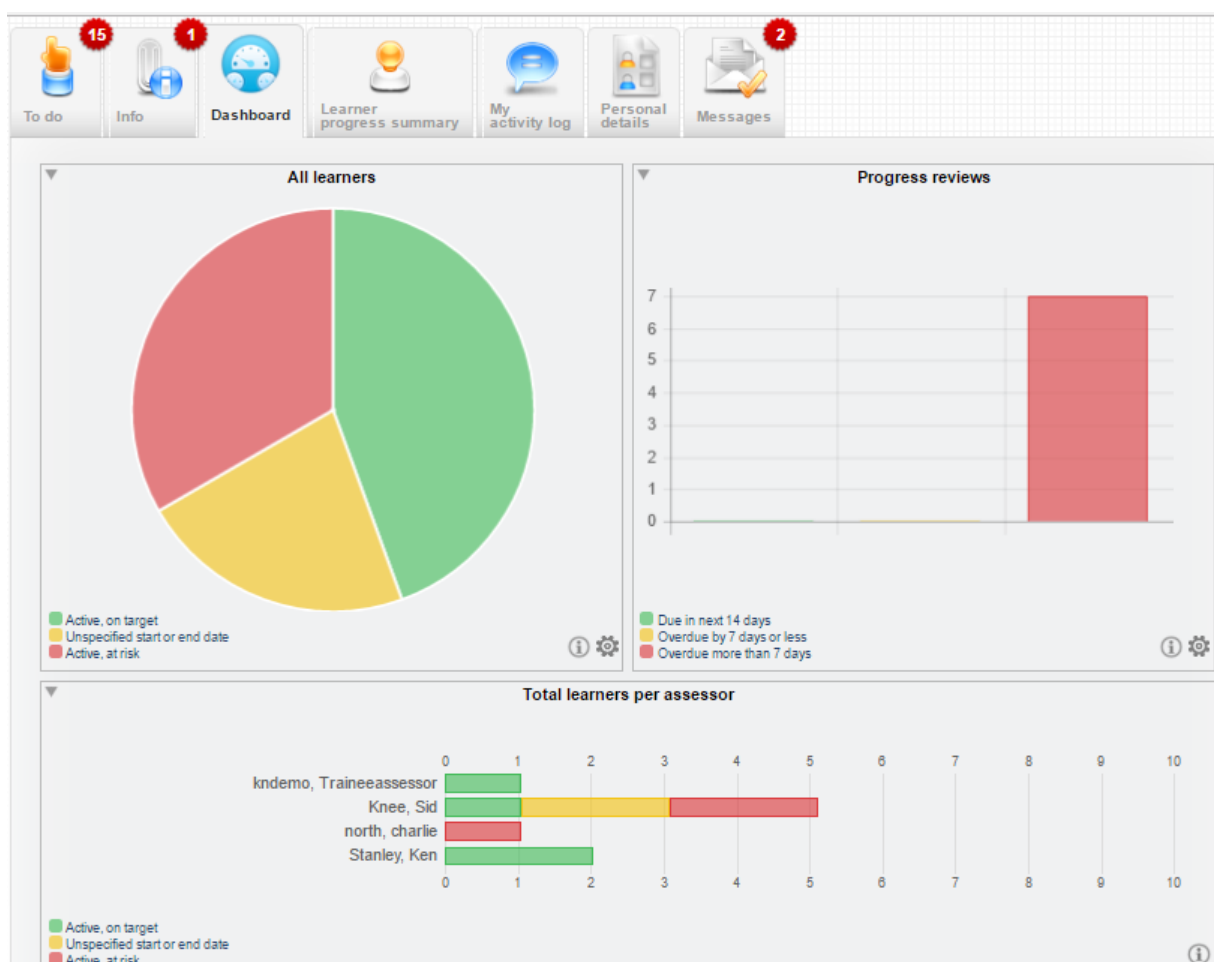 15
1
2
To do
Info
Dashboard
Learner
progress summary
My
activity log
Personal
details
Messages
All learners
Active, on target
Unspecified start or end date
Active, at risk
Progress reviews
7
6
5
4
3
2
1
0
Due in next 14 days
Overdue by 7 days or less
Overdue more than 7 days
Total learners per assessor
0 1 2 3 4 5 6 7 8 9 10
kndemo, Traineeassessor
Knee, Sid
north, charlie
Stanley, Ken
0 1 2 3 4 5 6 7 8 9 10
Active, on target
Unspecified start or end date
Active, at risk